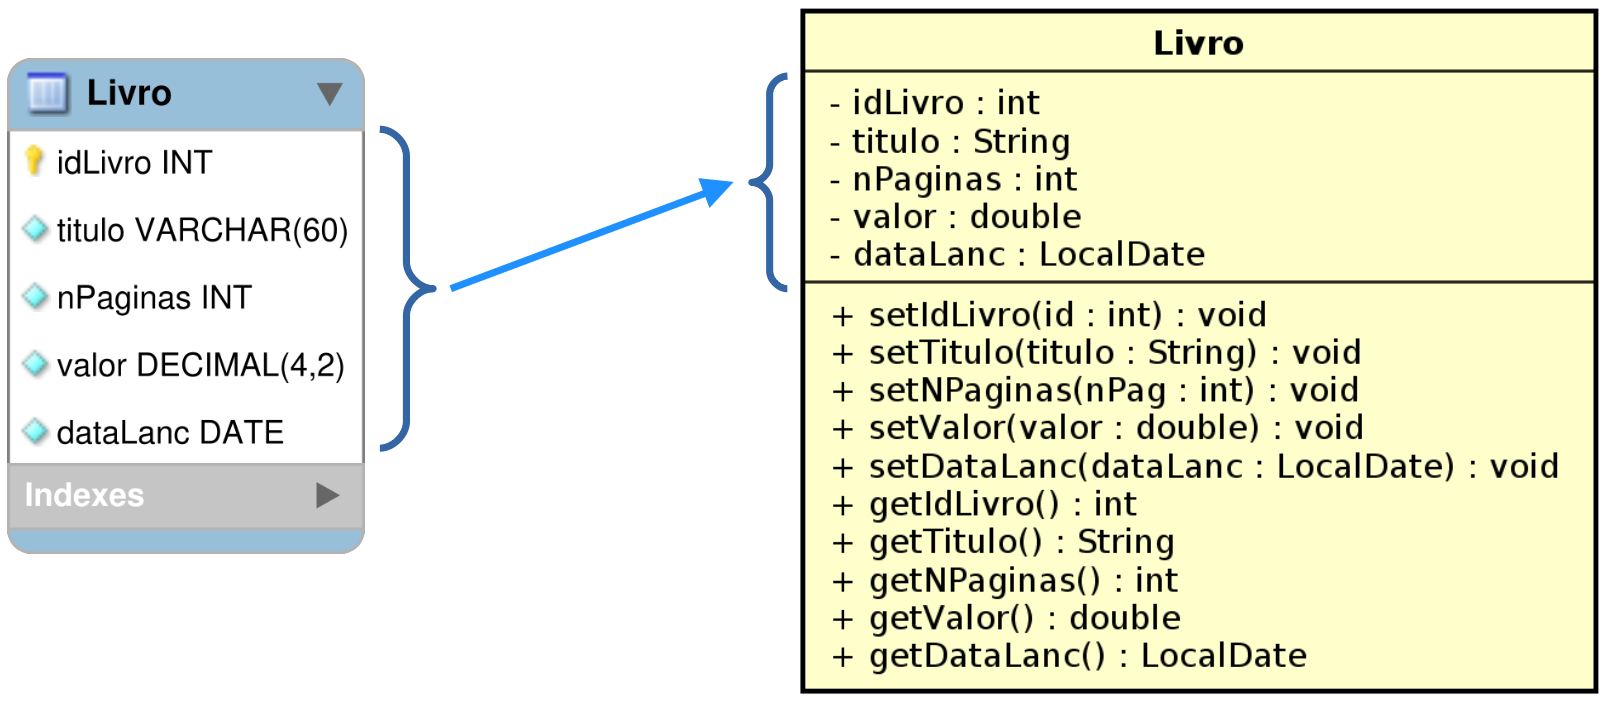 Livro
idLivro INT
titulo VARCHAR(60)
nPaginas INT
valor DECIMAL(4,2)
dataLanc DATE
Indexes
Livro
- idLivro : int
- titulo : String
- nPaginas : int
- valor : double
- dataLanc : LocalDate
+ setIdLivro(id : int) : void
+ setTitulo(titulo : String) : void
+ setNPaginas(nPag : int) : void
+ setValor(valor : double) : void
+ setDataLanc(dataLanc : LocalDate) : void
+ getIdLivro() : int
+ getTitulo() : String
+ getNPaginas() : int
+ getValor() : double
+ getDataLanc() : LocalDate